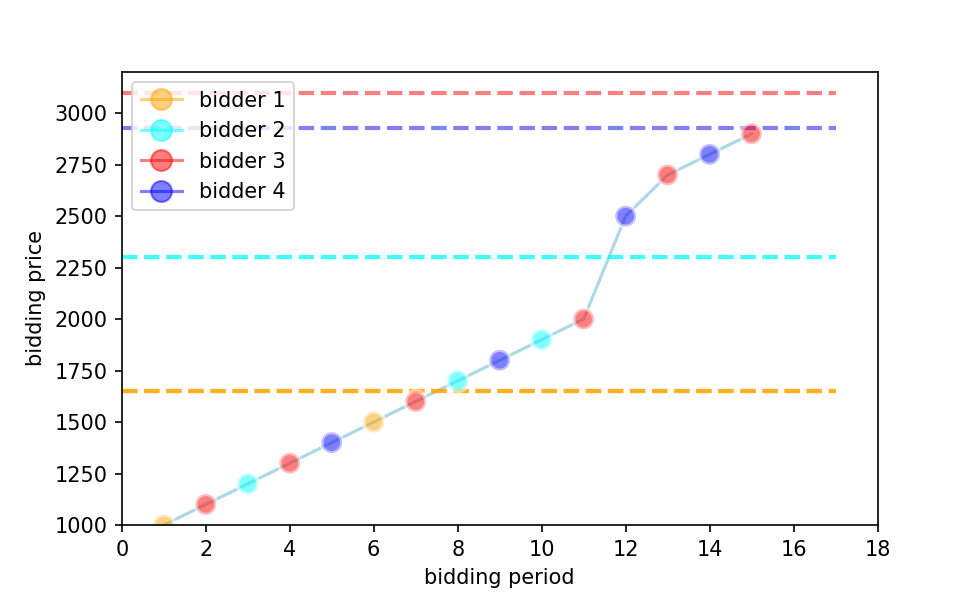 3000
2750
2500
2250
2000
1750
1500
1250
1000
bidding price
bidder 1
bidder 2
bidder 3
bidder 4
0 2 4 6 8 10 12 14 16 18
bidding period